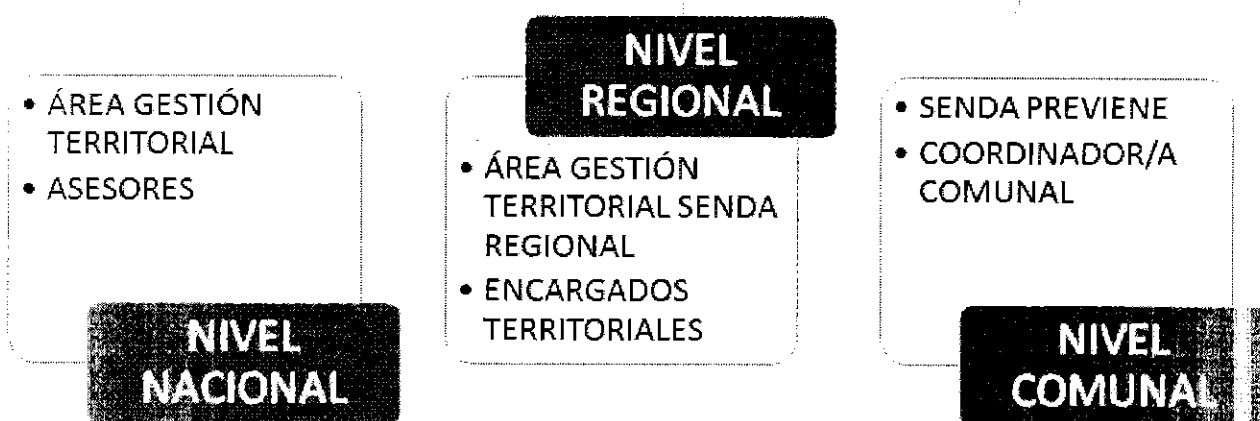 • ÁREA GESTIÓN
TERRITORIAL
• ASESORES
NIVEL
NACIONAL
NIVEL
REGIONAL
• ÁREA GESTIÓN
TERRITORIAL SENDA
REGIONAL
• ENCARGADOS
TERRITORIALES
• SENDA PREVIENE
• COORDINADOR/A
COMUNAL
NIVEL
COMUNAL